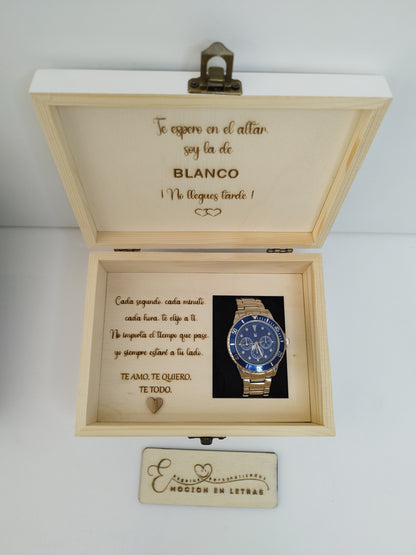 Te espero en el altar,
soy la de
BLANCO
¡ No llegues tarde !
Cada segundo, cada minuto,
cada hora, te elijo a ti.
No importa el tiempo que pase,
yo siempre estaré a tu lado.
TE AMO, TE QUIERO,
TE TODO.
Regalos Personalizados
EMOCION EN LETRAS